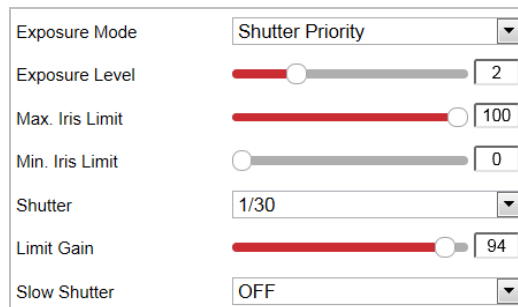 Exposure Mode Shutter Priority
Exposure Level 2
Max. Iris Limit 100
Min. Iris Limit 0
Shutter 1/30
Limit Gain 94
Slow Shutter OFF